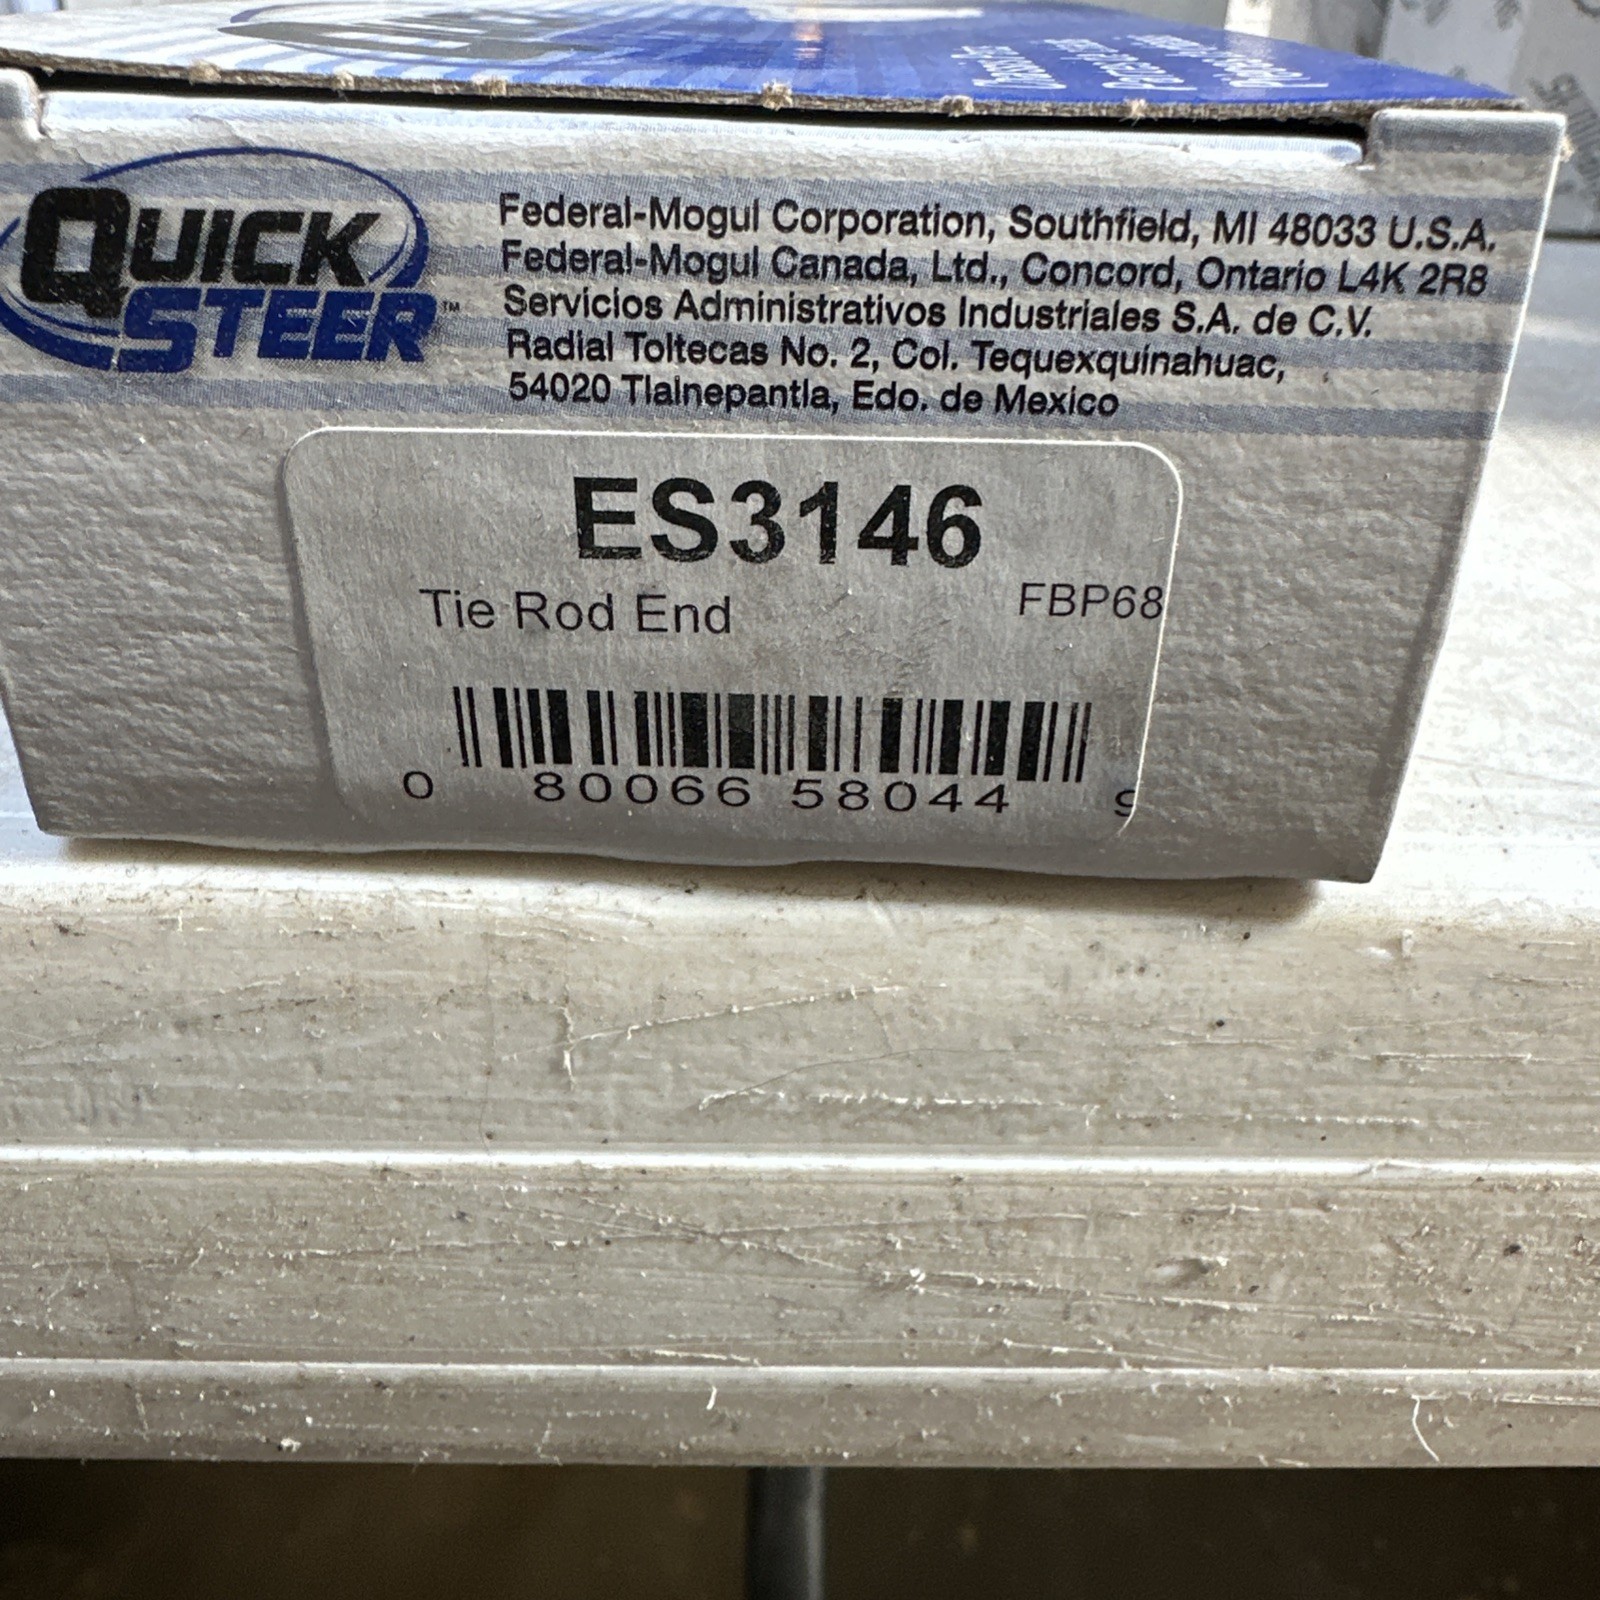 QUICK
STEER™
Federal-Mogul Corporation, Southfield, MI 48033 U.S.A.
Federal-Mogul Canada, Ltd., Concord, Ontario L4K 2R8
Servicios Administrativos Industriales S.A. de C.V.
Radial Toltecas No. 2, Col. Tequexquinahuac,
54020 Tlalnepantla, Edo. de Mexico
ES3146
Tie Rod End FBP68
0 80066 58044 9